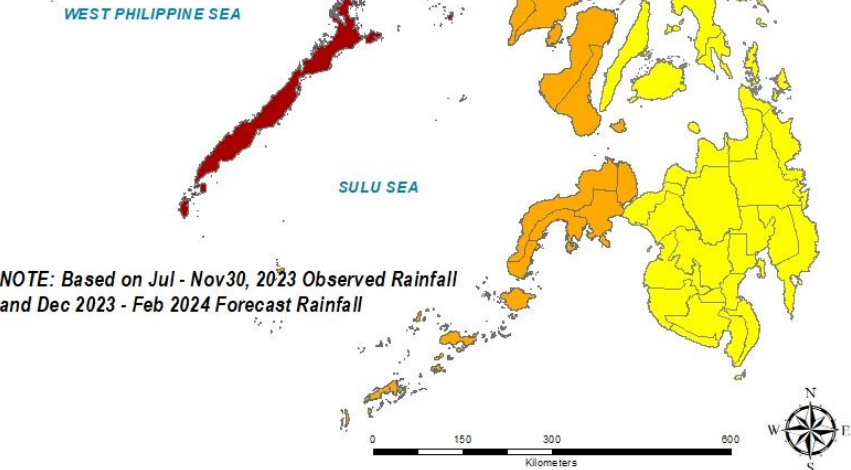 WEST PHILIPPINE SEA
SULU SEA
NOTE: Based on Jul - Nov30, 2023 Observed Rainfall
and Dec 2023 - Feb 2024 Forecast Rainfall
N
W E
S
0 150 300 600
Kilometers